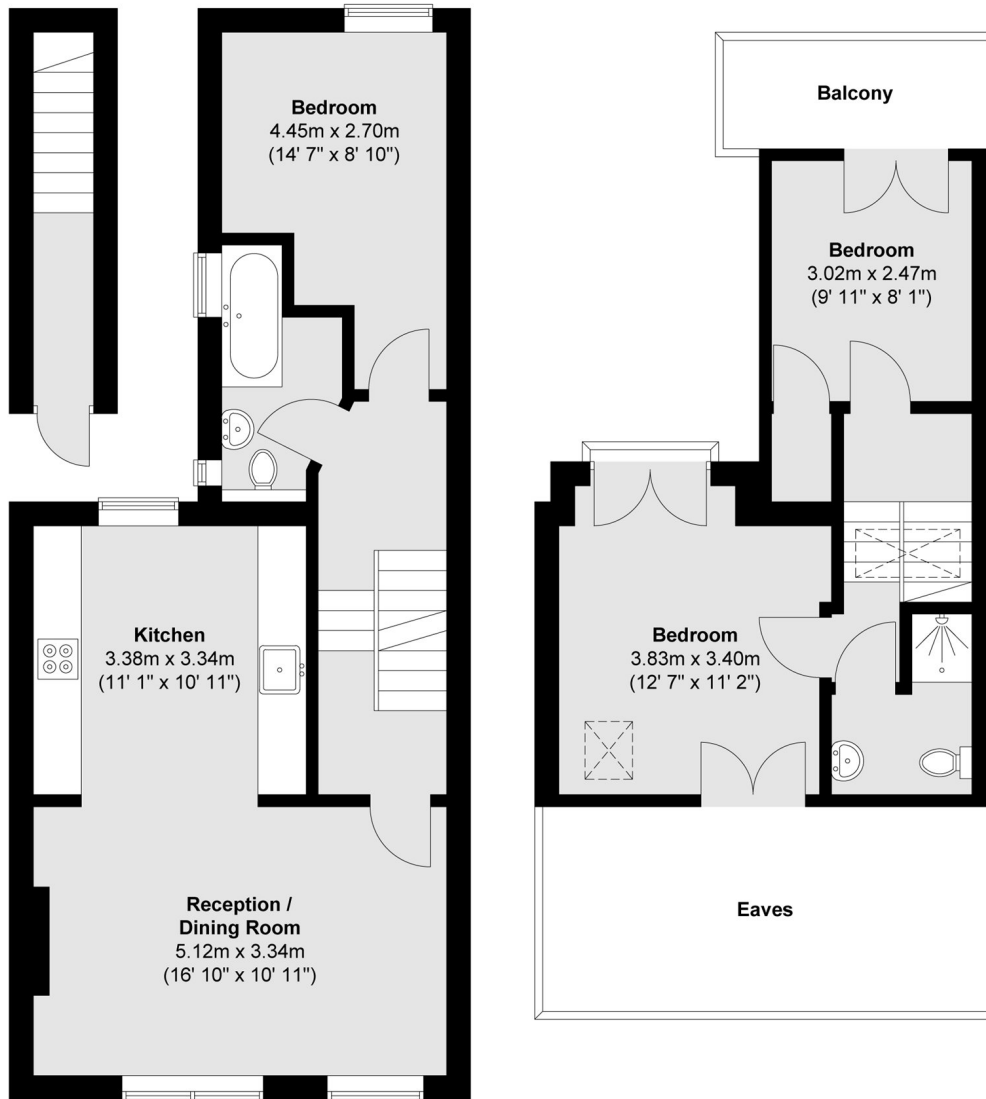 Bedroom
4.45m x 2.70m
(14' 7" x 8' 10")
Kitchen
3.38m x 3.34m
(11' 1" x 10' 11")
Reception /
Dining Room
5.12m x 3.34m
(16' 10" x 10' 11")
Balcony
Bedroom
3.02m x 2.47m
(9' 11" x 8' 1")
Bedroom
3.83m x 3.40m
(12' 7" x 11' 2")
Eaves